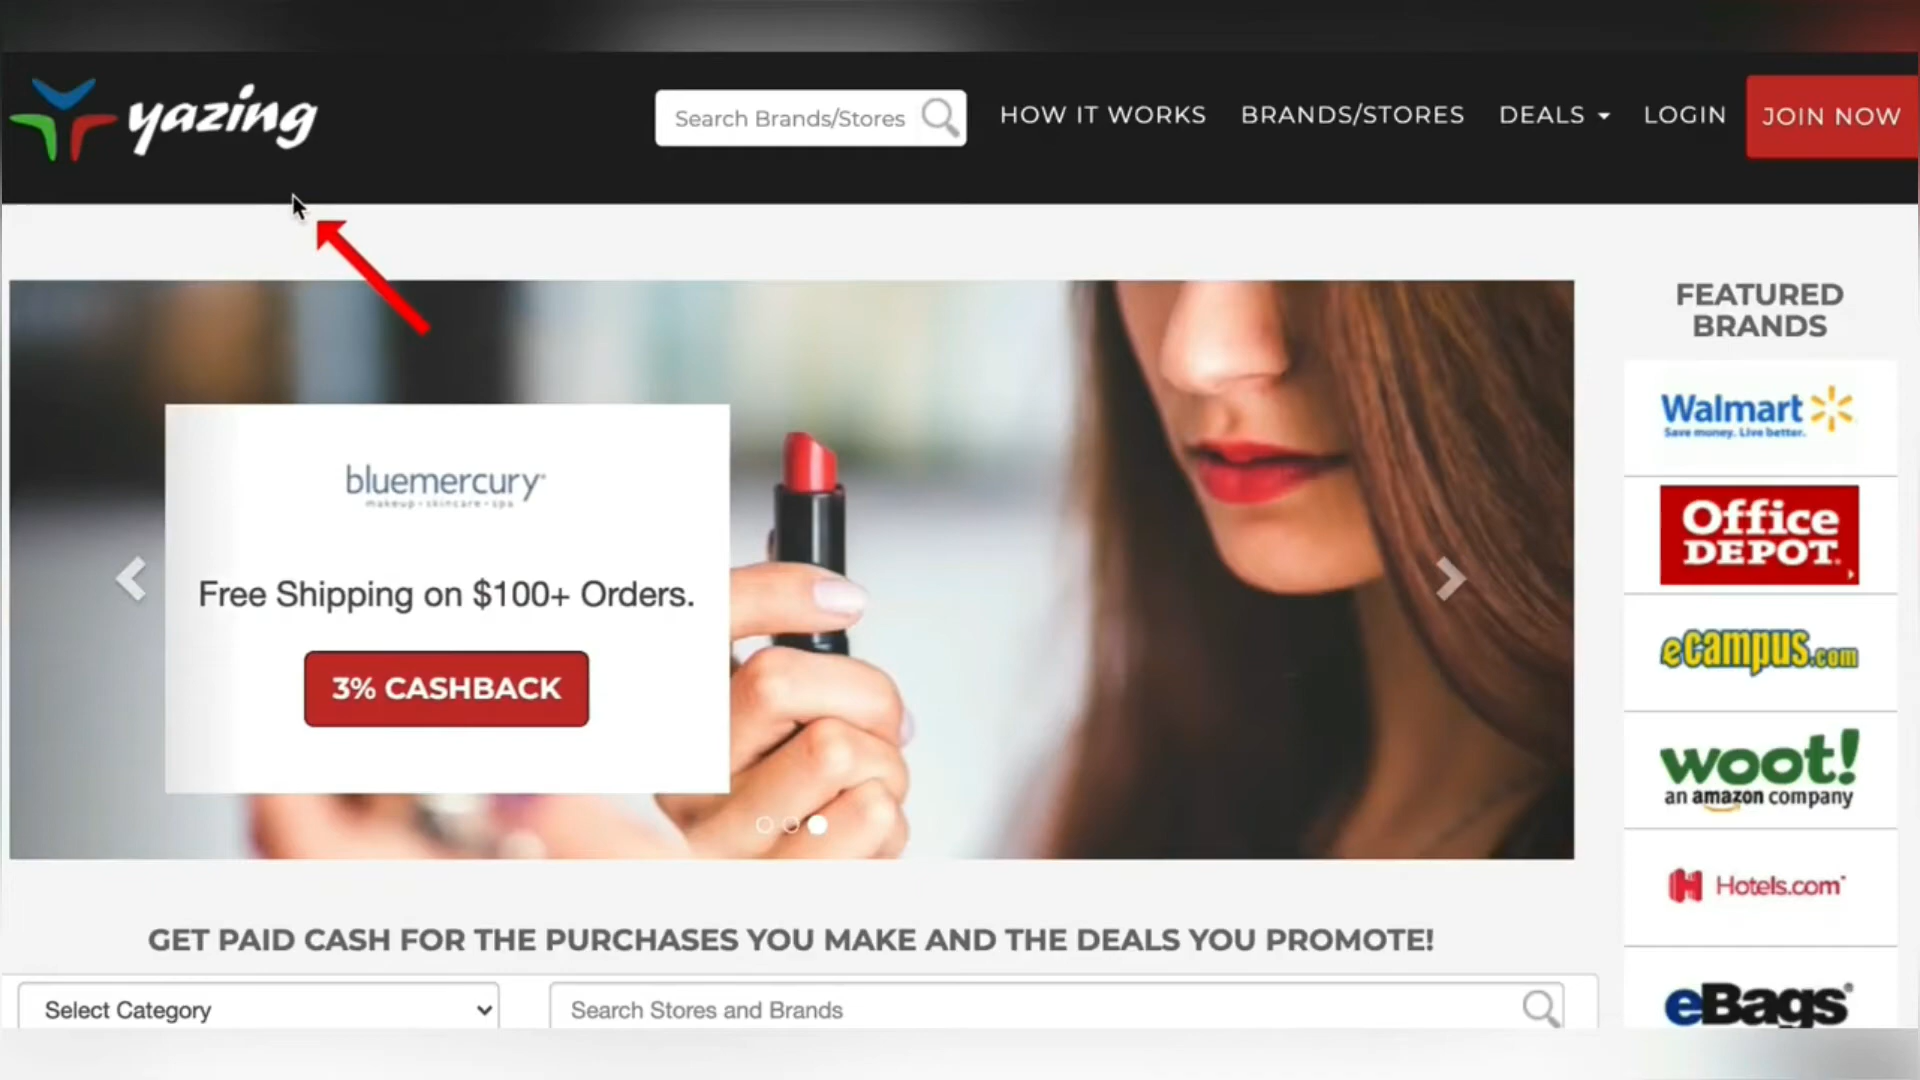 yazing
Search Brands/Stores
HOW IT WORKS
BRANDS/STORES
DEALS
LOGIN
JOIN NOW
FEATURED
BRANDS
Walmart
Save money. Live better.
Office
DEPOT
ecampus.com
woot!
an amazon company
Hotels.com
eBags
bluemercury
makeup • skincare • spa
Free Shipping on $100+ Orders.
3% CASHBACK
GET PAID CASH FOR THE PURCHASES YOU MAKE AND THE DEALS YOU PROMOTE!
Select Category
Search Stores and Brands